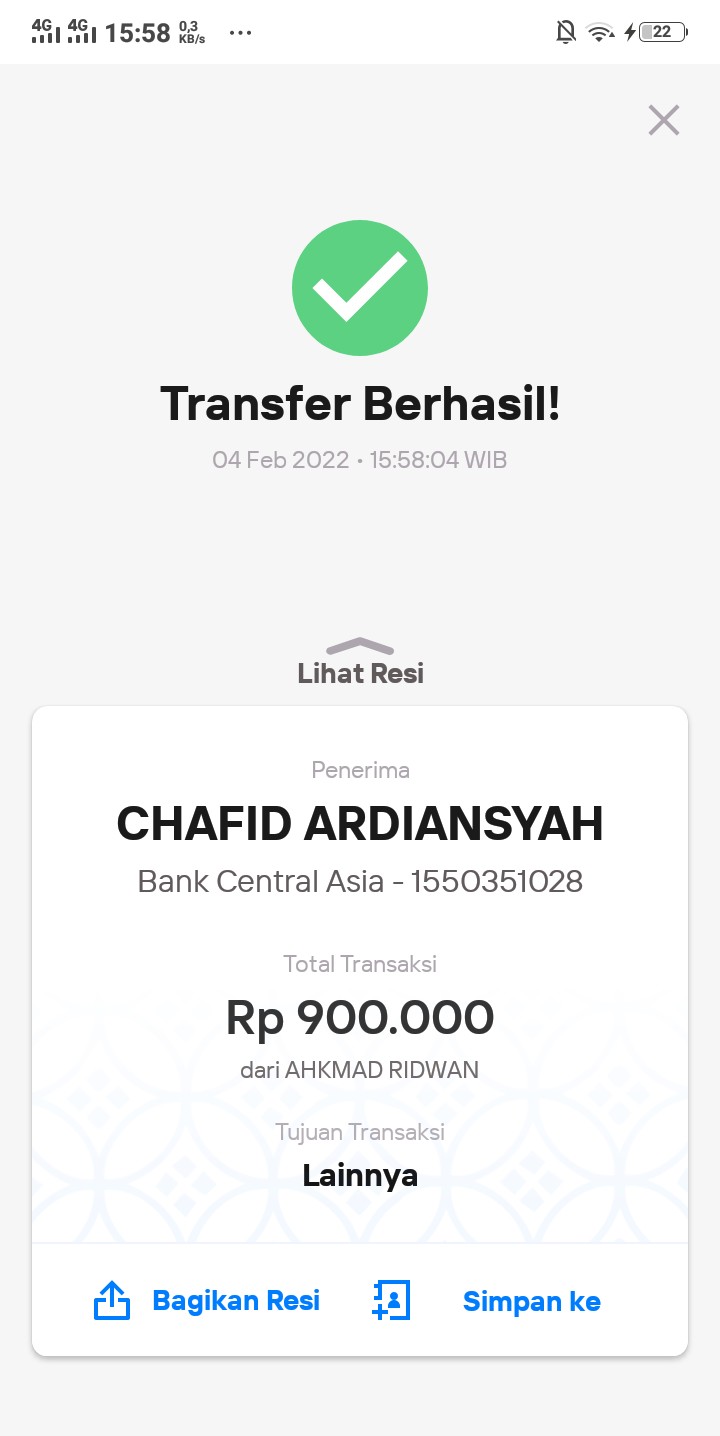 4G 4G 15:58 0,3 KB/s ... 22
Transfer Berhasil!
04 Feb 2022 • 15:58:04 WIB
Lihat Resi
Penerima
CHAFID ARDIANSYAH
Bank Central Asia - 1550351028
Total Transaksi
Rp 900.000
dari AHKMAD RIDWAN
Tujuan Transaksi
Lainnya
Bagikan Resi Simpan ke